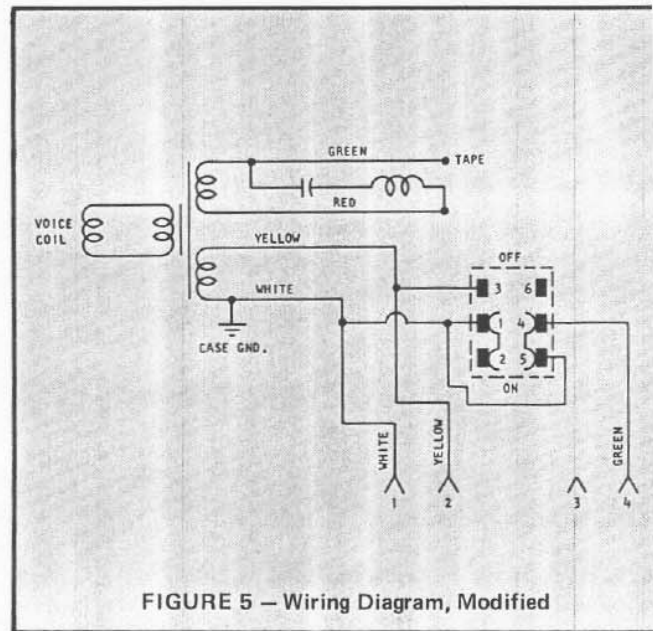 GREEN
TAPE
RED
VOICE
COIL
YELLOW
OFF
3 6
WHITE
1 4
CASE GND.
2 5
ON
WHITE
YELLOW
GREEN
1 2 3 4
FIGURE 5 — Wiring Diagram, Modified